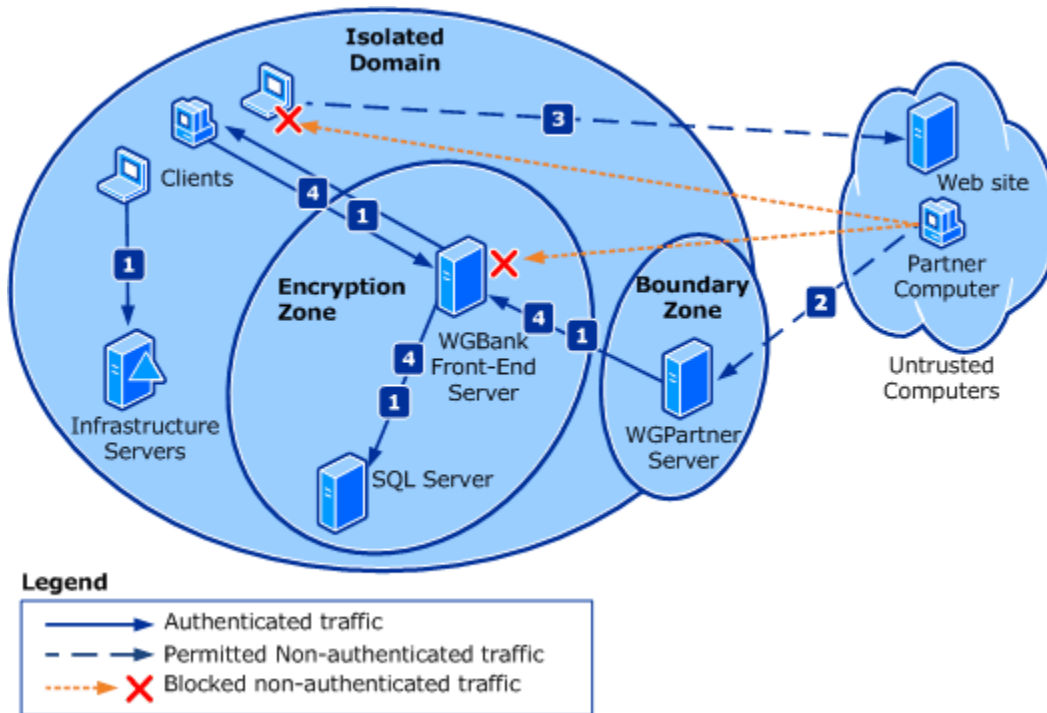 Isolated
Domain
3
Web site
Clients
4
1
1
Encryption
Zone
Boundary
Zone
Partner
Computer
2
4
1
WGBank
Front-End
Server
4
1
Untrusted
Computers
Infrastructure
Servers
WGPartner
Server
SQL Server
Legend
Authenticated traffic
Permitted Non-authenticated traffic
Blocked non-authenticated traffic